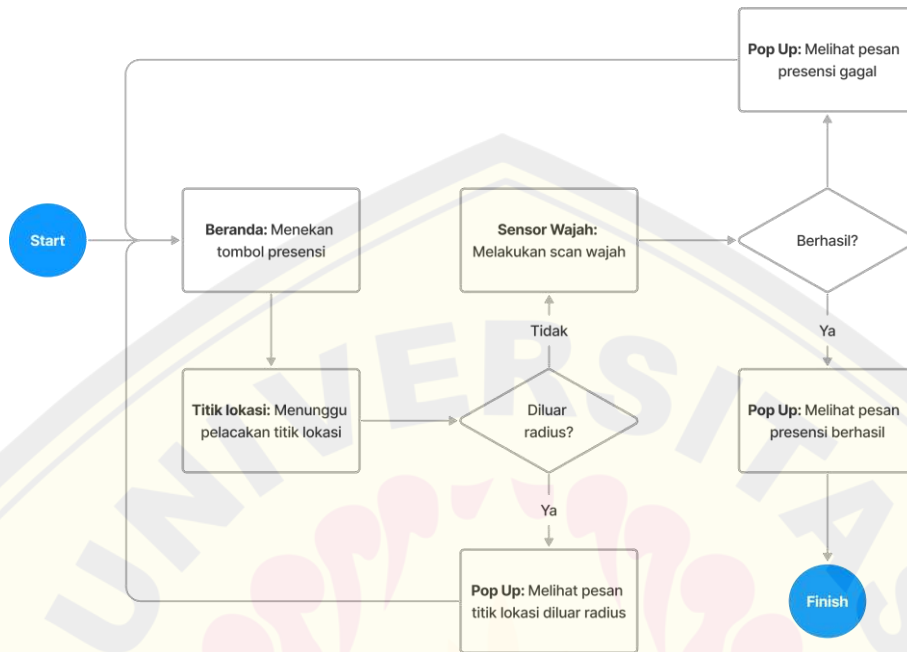 Pop Up: Melihat pesan
presensi gagal
Start
Beranda: Menekan
tombol presensi
Sensor Wajah:
Melakukan scan wajah
Berhasil?
Tidak
Ya
Titik lokasi: Menunggu
pelacakan titik lokasi
Diluar
radius?
Pop Up: Melihat pesan
presensi berhasil
Ya
Pop Up: Melihat pesan
titik lokasi diluar radius
Finish
UNIVERSITAS